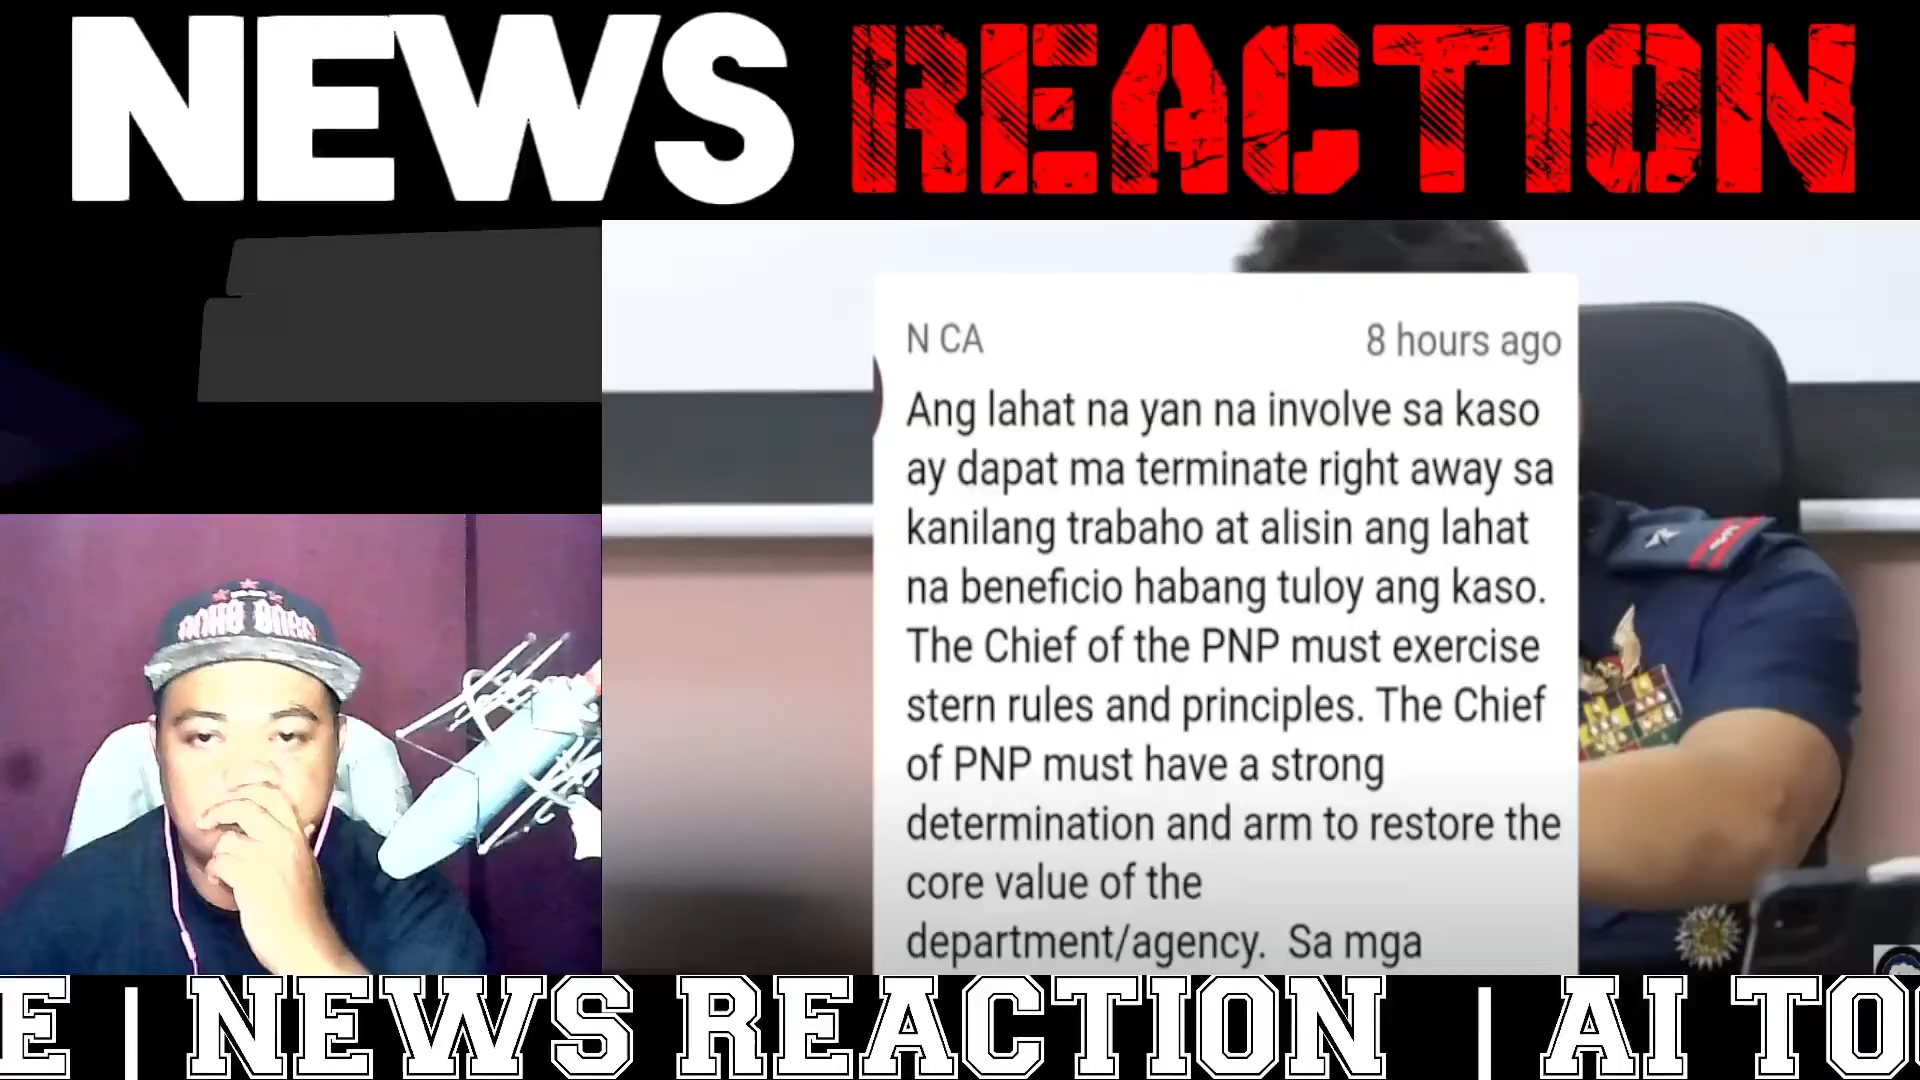 NEWS REACTION
N CA 8 hours ago
Ang lahat na yan na involve sa kaso
ay dapat ma terminate right away sa
kanilang trabaho at alisin ang lahat
na beneficio habang tuloy ang kaso.
The Chief of the PNP must exercise
stern rules and principles. The Chief
of PNP must have a strong
determination and arm to restore the
core value of the
department/agency. Sa mga
E | NEWS REACTION | AI TO